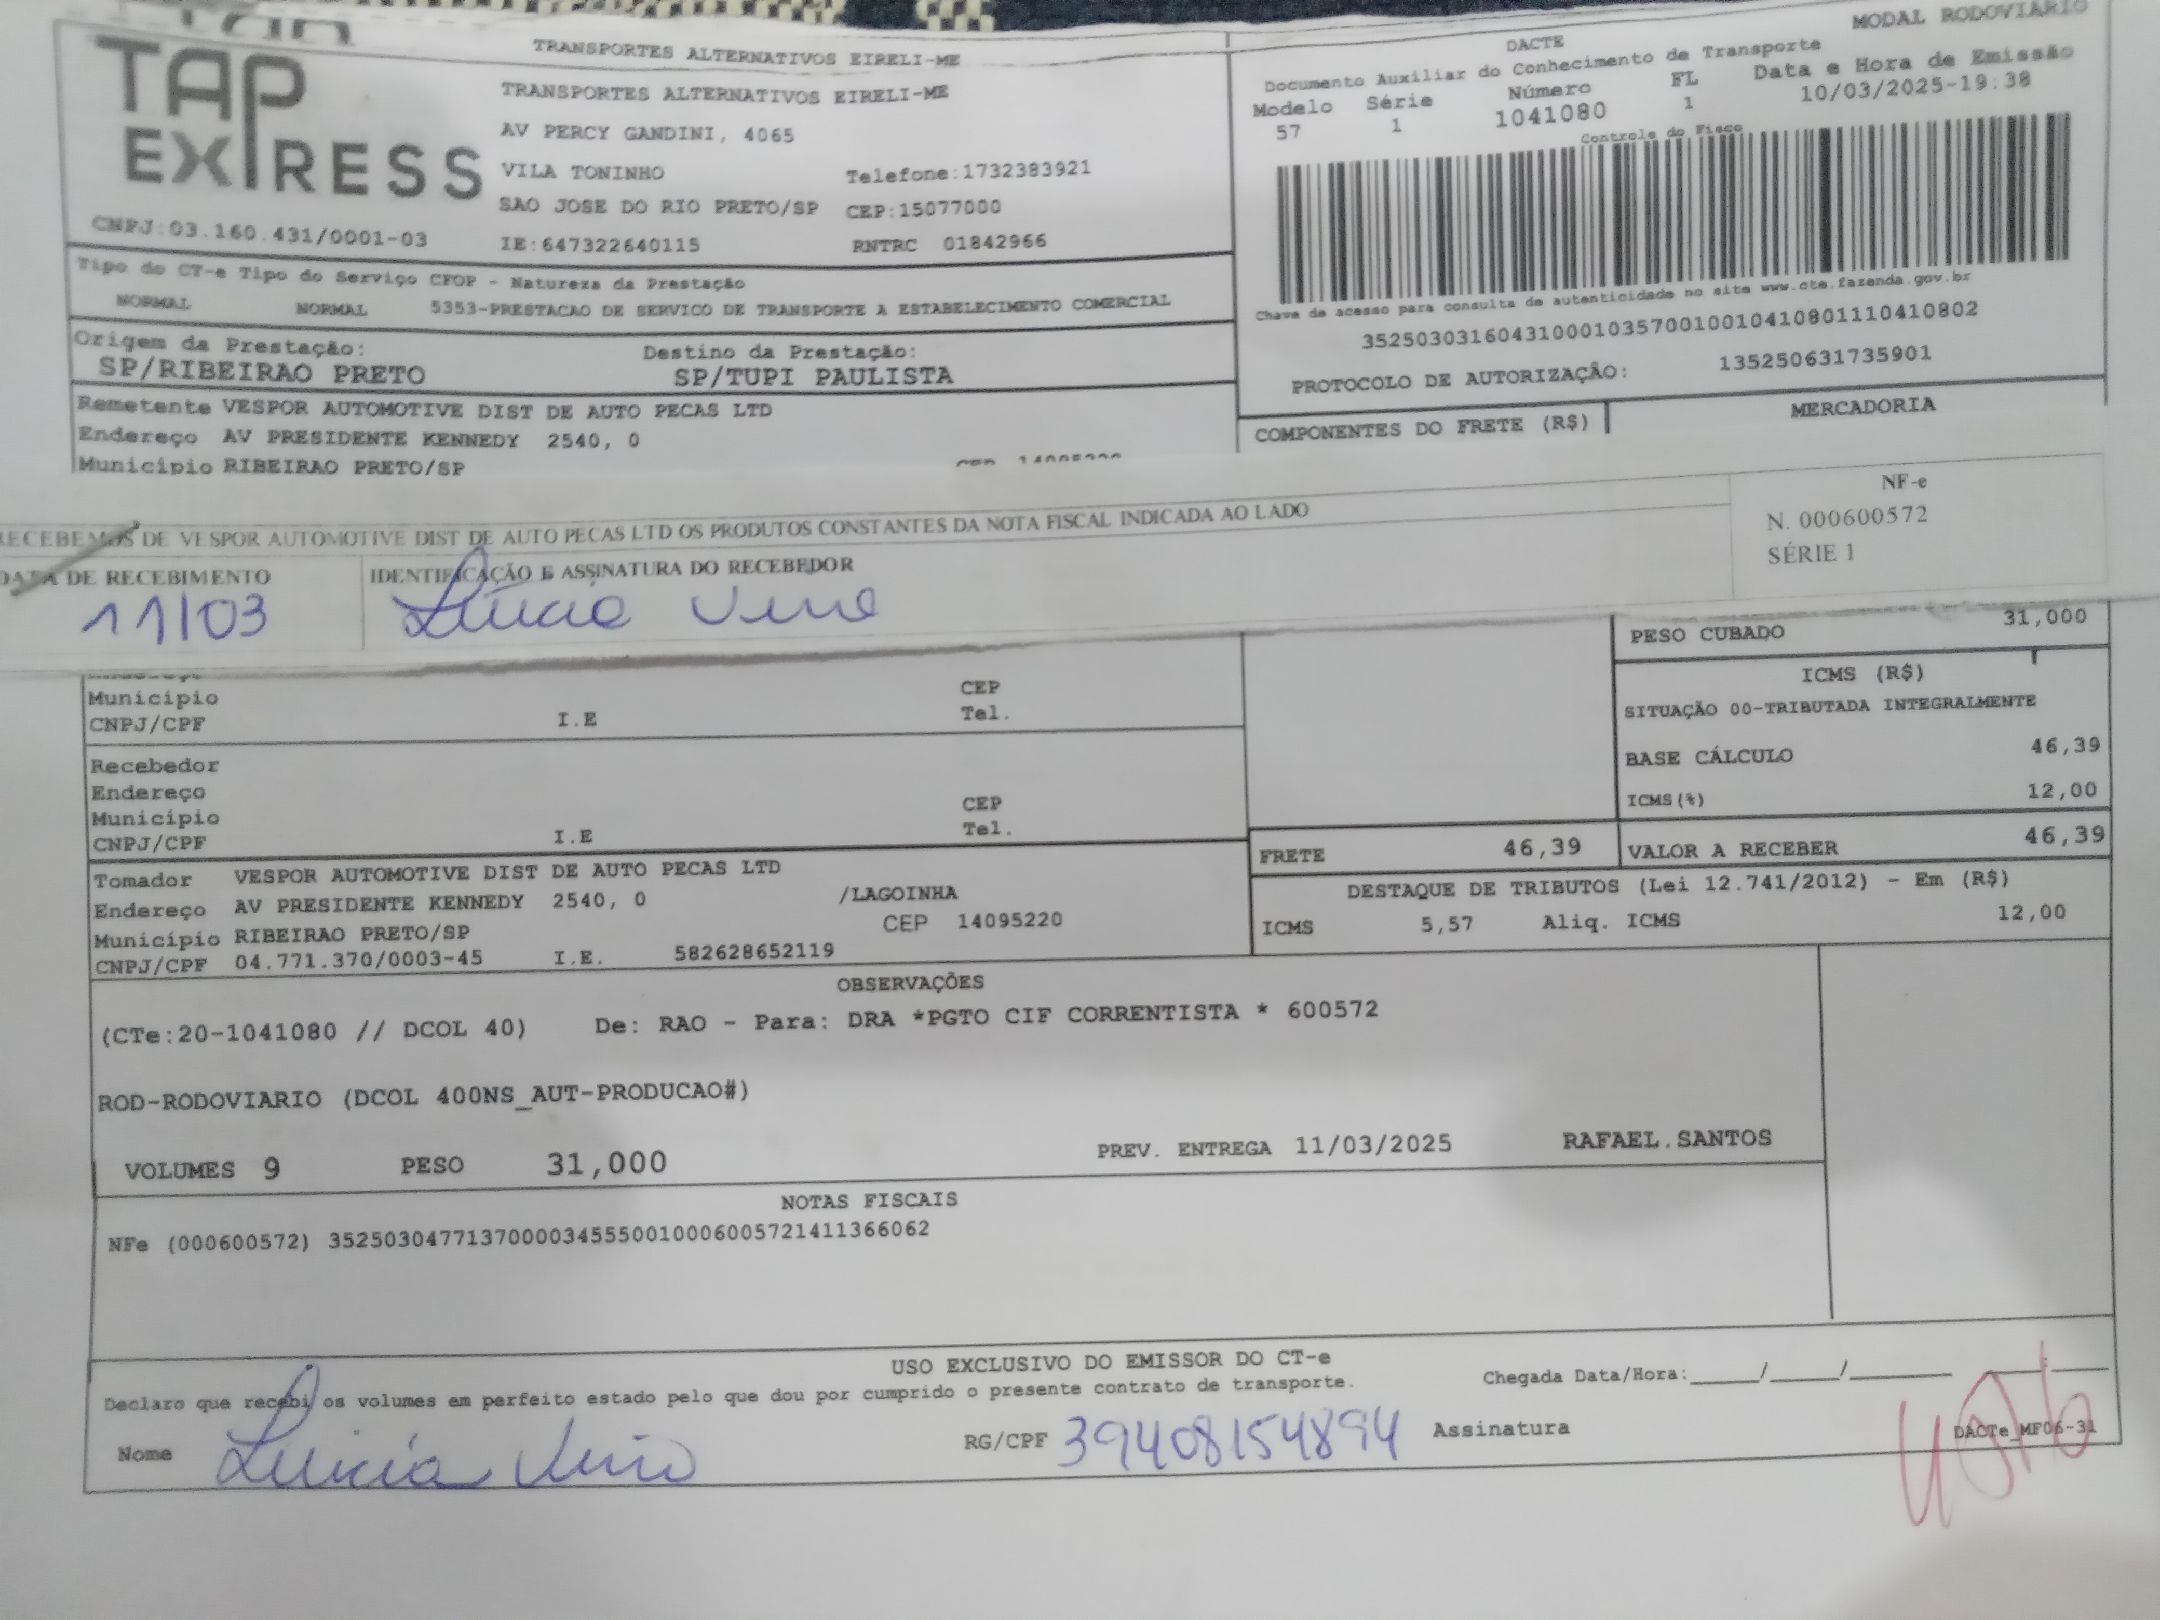 TAP
EXPRESS
CNPJ:03.160.431/0001-03
TRANSPORTES ALTERNATIVOS EIRELI-ME
TRANSPORTES ALTERNATIVOS EIRELI-ME
AV PERCY GANDINI, 4065
VILA TONINHO Telefone:1732383921
SAO JOSE DO RIO PRETO/SP CEP:15077000
IE:647322640115 RNTRC 01842966
MODAL RODOVIÁRIO
DACTE
Documento Auxiliar do Conhecimento de Transporte
Modelo Série Número FL Data e Hora de Emissão
57 1 1041080 1 10/03/2025-19:38
Controle do Fisco
Chave de acesso para consulta de autenticidade no site www.cte.fazenda.gov.br
35250303160431000103570010010410801110410802
PROTOCOLO DE AUTORIZAÇÃO: 135250631735901
Tipo do CT-e Tipo do Serviço CFOP - Natureza da Prestação
NORMAL NORMAL 5353-PRESTACAO DE SERVICO DE TRANSPORTE A ESTABELECIMENTO COMERCIAL
Origem da Prestação: Destino da Prestação:
SP/RIBEIRAO PRETO SP/TUPI PAULISTA
Remetente VESPOR AUTOMOTIVE DIST DE AUTO PECAS LTD
Endereço AV PRESIDENTE KENNEDY 2540, 0
Município RIBEIRAO PRETO/SP
COMPONENTES DO FRETE (R$) MERCADORIA
RECEBEMOS DE VESPOR AUTOMOTIVE DIST DE AUTO PECAS LTD OS PRODUTOS CONSTANTES DA NOTA FISCAL INDICADA AO LADO
NF-e
N. 000600572
SÉRIE 1
DATA DE RECEBIMENTO IDENTIFICAÇÃO E ASSINATURA DO RECEBEDOR
11/03 Lúcia
PESO CUBADO 31,000
Município CEP
CNPJ/CPF I.E Tel.
ICMS (R$)
SITUAÇÃO 00-TRIBUTADA INTEGRALMENTE
BASE CÁLCULO 46,39
ICMS(%) 12,00
Recebedor
Endereço
Município CEP
CNPJ/CPF I.E Tel.
FRETE 46,39 VALOR A RECEBER 46,39
Tomador VESPOR AUTOMOTIVE DIST DE AUTO PECAS LTD
Endereço AV PRESIDENTE KENNEDY 2540, 0 /LAGOINHA
Município RIBEIRAO PRETO/SP CEP 14095220
CNPJ/CPF 04.771.370/0003-45 I.E. 582628652119
DESTAQUE DE TRIBUTOS (Lei 12.741/2012) - Em (R$)
ICMS 5,57 Aliq. ICMS 12,00
OBSERVAÇÕES
(CTe:20-1041080 // DCOL 40) De: RAO - Para: DRA *PGTO CIF CORRENTISTA * 600572
ROD-RODOVIARIO (DCOL 400NS_AUT-PRODUCAO#)
VOLUMES 9 PESO 31,000 PREV. ENTREGA 11/03/2025 RAFAEL.SANTOS
NOTAS FISCAIS
NFe (000600572) 35250304771370000345550010006005721411366062
USO EXCLUSIVO DO EMISSOR DO CT-e
Declaro que recebi os volumes em perfeito estado pelo que dou por cumprido o presente contrato de transporte.
Chegada Data/Hora:_____/_____/_______ _____:_____
Nome Lúcia RG/CPF 39408154894 Assinatura
DACTe_MF06-31